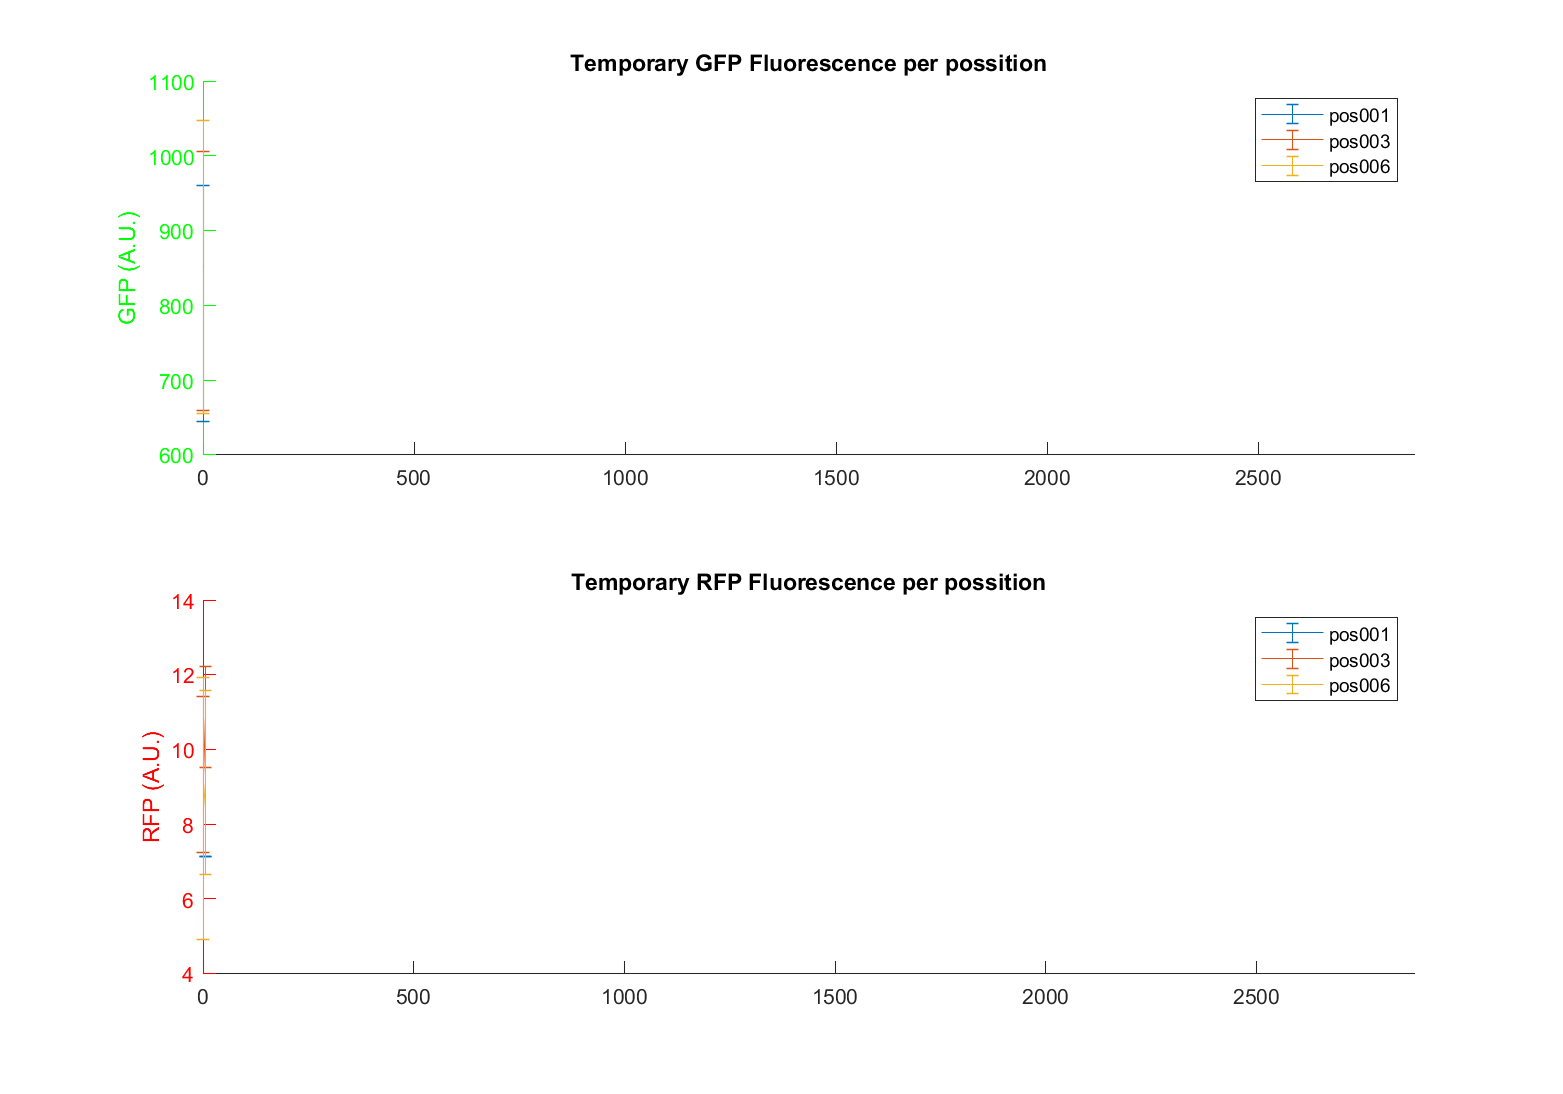 Temporary GFP Fluorescence per possition
1100
1000
900
800
700
600
GFP (A.U.)
pos001
pos003
pos006
0 500 1000 1500 2000 2500
Temporary RFP Fluorescence per possition
14
12
10
8
6
4
RFP (A.U.)
pos001
pos003
pos006
0 500 1000 1500 2000 2500